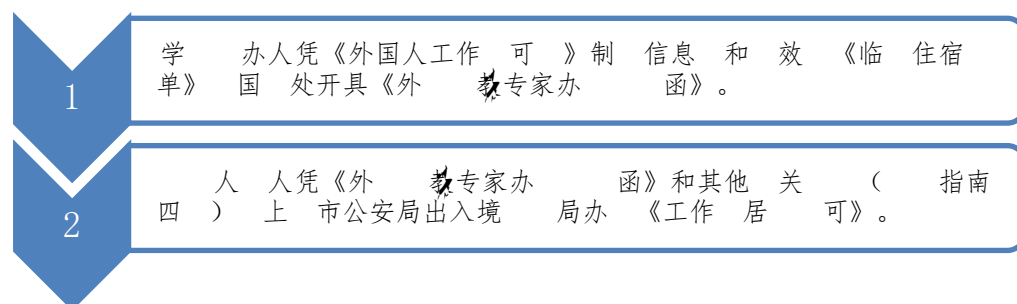 1
学 办人凭《外国人工作 可 》制 信息 和 效 《临 住宿
单》 国 处开具《外 教专家办 函》。
2
人 人凭《外 教专家办 函》和其他 关 ( 指南
四 ) 上 市公安局出入境 局办 《工作 居 可》。